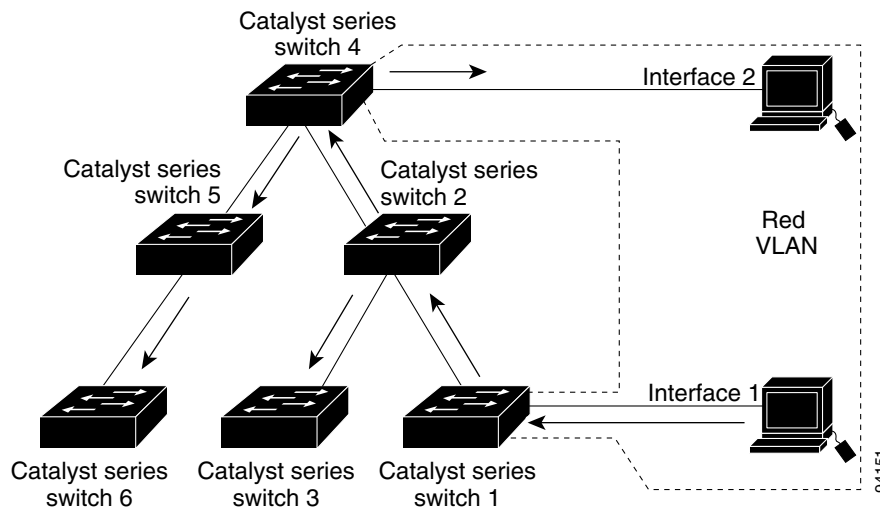 Catalyst series
switch 4
Interface 2
Catalyst series
switch 5
Catalyst series
switch 2
Red
VLAN
Interface 1
Catalyst series
switch 6
Catalyst series
switch 3
Catalyst series
switch 1
94151